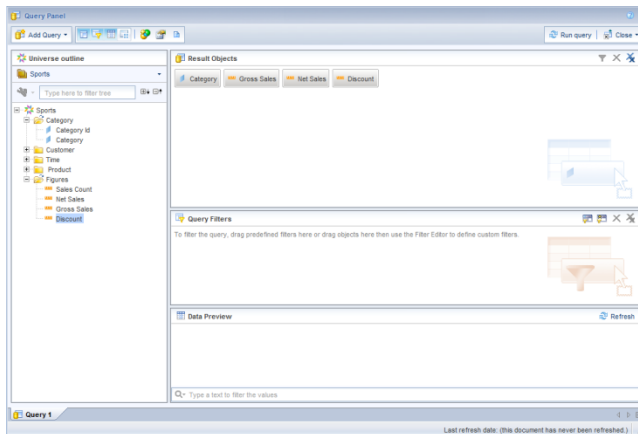 Query Panel
Add Query
Run query
Close
Universe outline
Sports
Type here to filter tree
Sports
Category
Category Id
Category
Customer
Time
Product
Figures
Sales Count
Net Sales
Gross Sales
Discount
Result Objects
Category
Gross Sales
Net Sales
Discount
Query Filters
To filter the query, drag predefined filters here or drag objects here then use the Filter Editor to define custom filters.
Data Preview
Refresh
Type a text to filter the values
Query 1
Last refresh date: (this document has never been refreshed.)